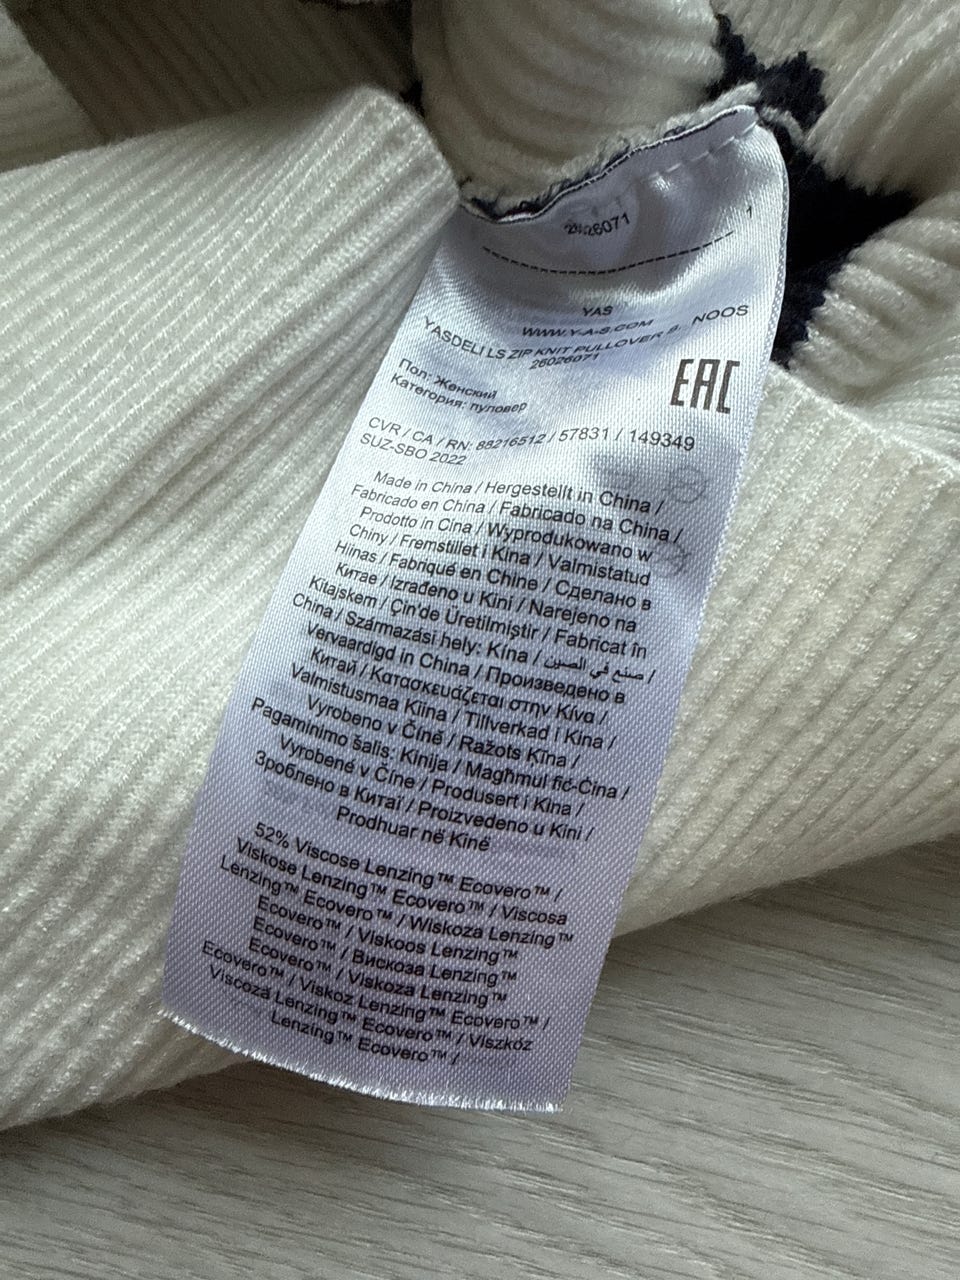 26026071
1
YAS
WWW.Y-A-S.COM
YASDELI LS ZIP KNIT PULLOVER S. NOOS
26026071
Пол: Женский
Категория: пуловер
EAC
CVR / CA / RN: 88216512 / 57831 / 149349
SUZ-SBO 2022
Made in China / Hergestellt in China /
Fabricado en China / Fabricado na China /
Prodotto in Cina / Wyprodukowano w
Chiny / Fremstillet i Kina / Valmistatud
Hiinas / Fabriqué en Chine / Сделано в
Китае / Izrađeno u Kini / Narejeno na
Kitajskem / Çin'de Üretilmiştir / Fabricat în
China / Származási hely: Kína / صنع في الصين /
Vervaardigd in China / Произведено в
Китай / Κατασκευάζεται στην Κίνα /
Valmistusmaa Kiina / Tillverkad i Kina /
Vyrobeno v Číně / Ražots Ķīna /
Pagaminimo šalis: Kinija / Magħmul fiċ-Ċina /
Vyrobené v Číne / Produsert i Kina /
Зроблено в Китаї / Proizvedeno u Kini /
Prodhuar në Kinë
52% Viscose Lenzing™ Ecovero™ /
Viskose Lenzing™ Ecovero™ / Viscosa
Lenzing™ Ecovero™ / Wiskoza Lenzing™
Ecovero™ / Viskoos Lenzing™
Ecovero™ / Вискоза Lenzing™
Ecovero™ / Viskoza Lenzing™
Ecovero™ / Viskoz Lenzing™ Ecovero™ /
Viscoză Lenzing™ Ecovero™ / Viszkóz
Lenzing™ Ecovero™ /